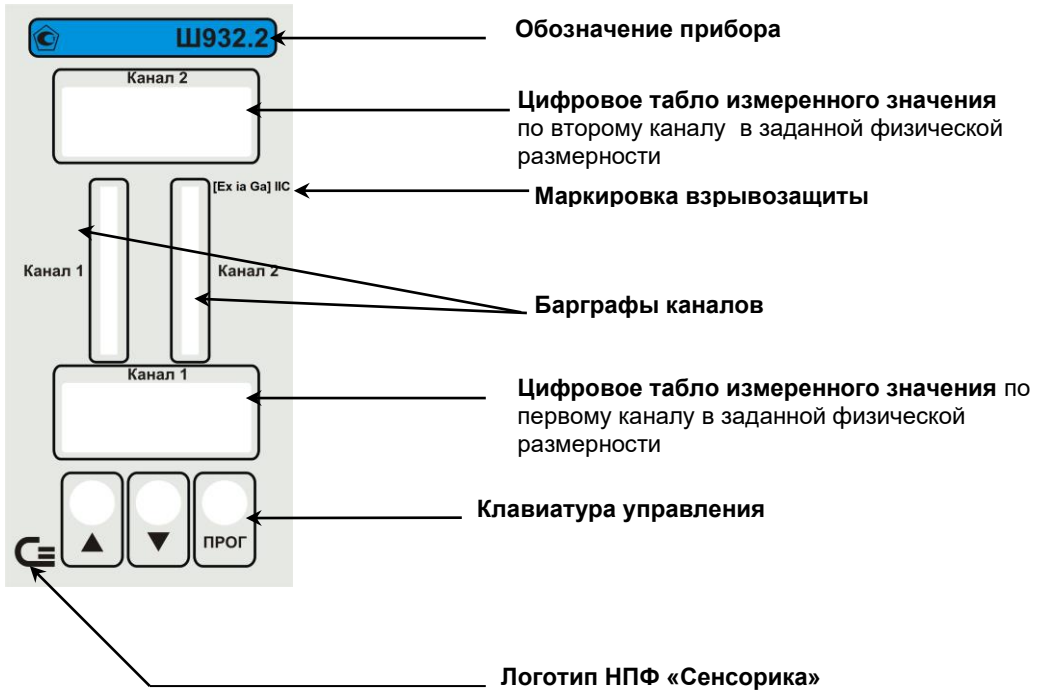 Ш932.2
Обозначение прибора
Канал 2
Цифровое табло измеренного значения
по второму каналу в заданной физической
размерности
[Ex ia Ga] IIC
Маркировка взрывозащиты
Канал 1
Канал 2
Барграфы каналов
Канал 1
Цифровое табло измеренного значения по
первому каналу в заданной физической
размерности
Клавиатура управления
ПРОГ
Логотип НПФ «Сенсорика»